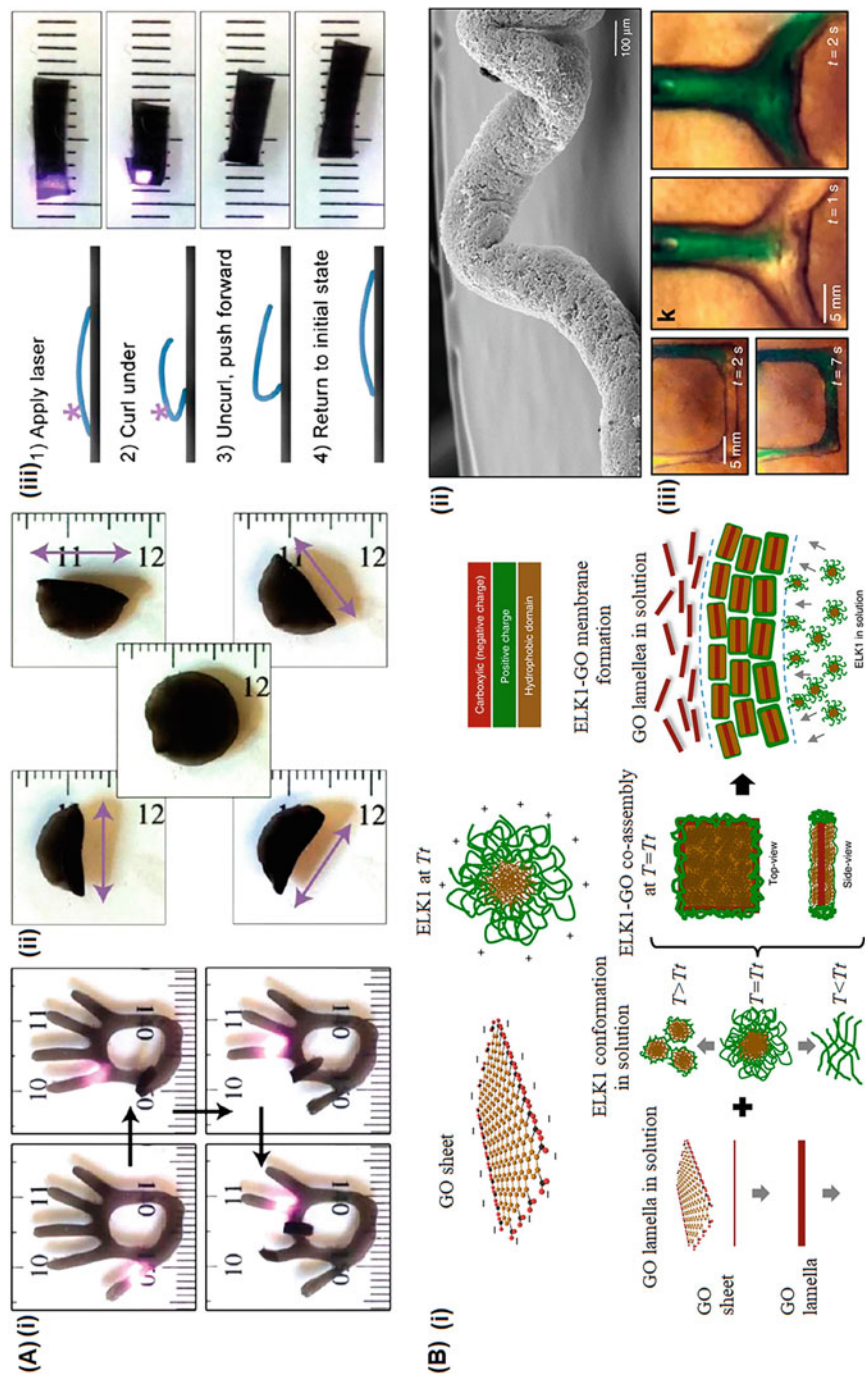 (A) (i)
10 11
10 11
10 11
10 11
(ii)
12
11
12
12
12
12
(iii)
1) Apply laser
2) Curl under
3) Uncurl, push forward
4) Return to initial state
(B) (i)
GO sheet
ELK1 at Tt
Carboxylic (negative charge)
Positive charge
Hydrophobic domain
GO lamella in solution
GO
sheet
GO
lamella
ELK1 conformation
in solution
T>Tt
T=Tt
T<Tt
ELK1-GO co-assembly
at T=Tt
Top-view
Side-view
ELK1-GO membrane
formation
GO lamellea in solution
ELK1 in solution
(ii)
100 μm
(iii)
t = 2 s
5 mm
t = 7 s
k
t = 1 s
5 mm
t = 2 s